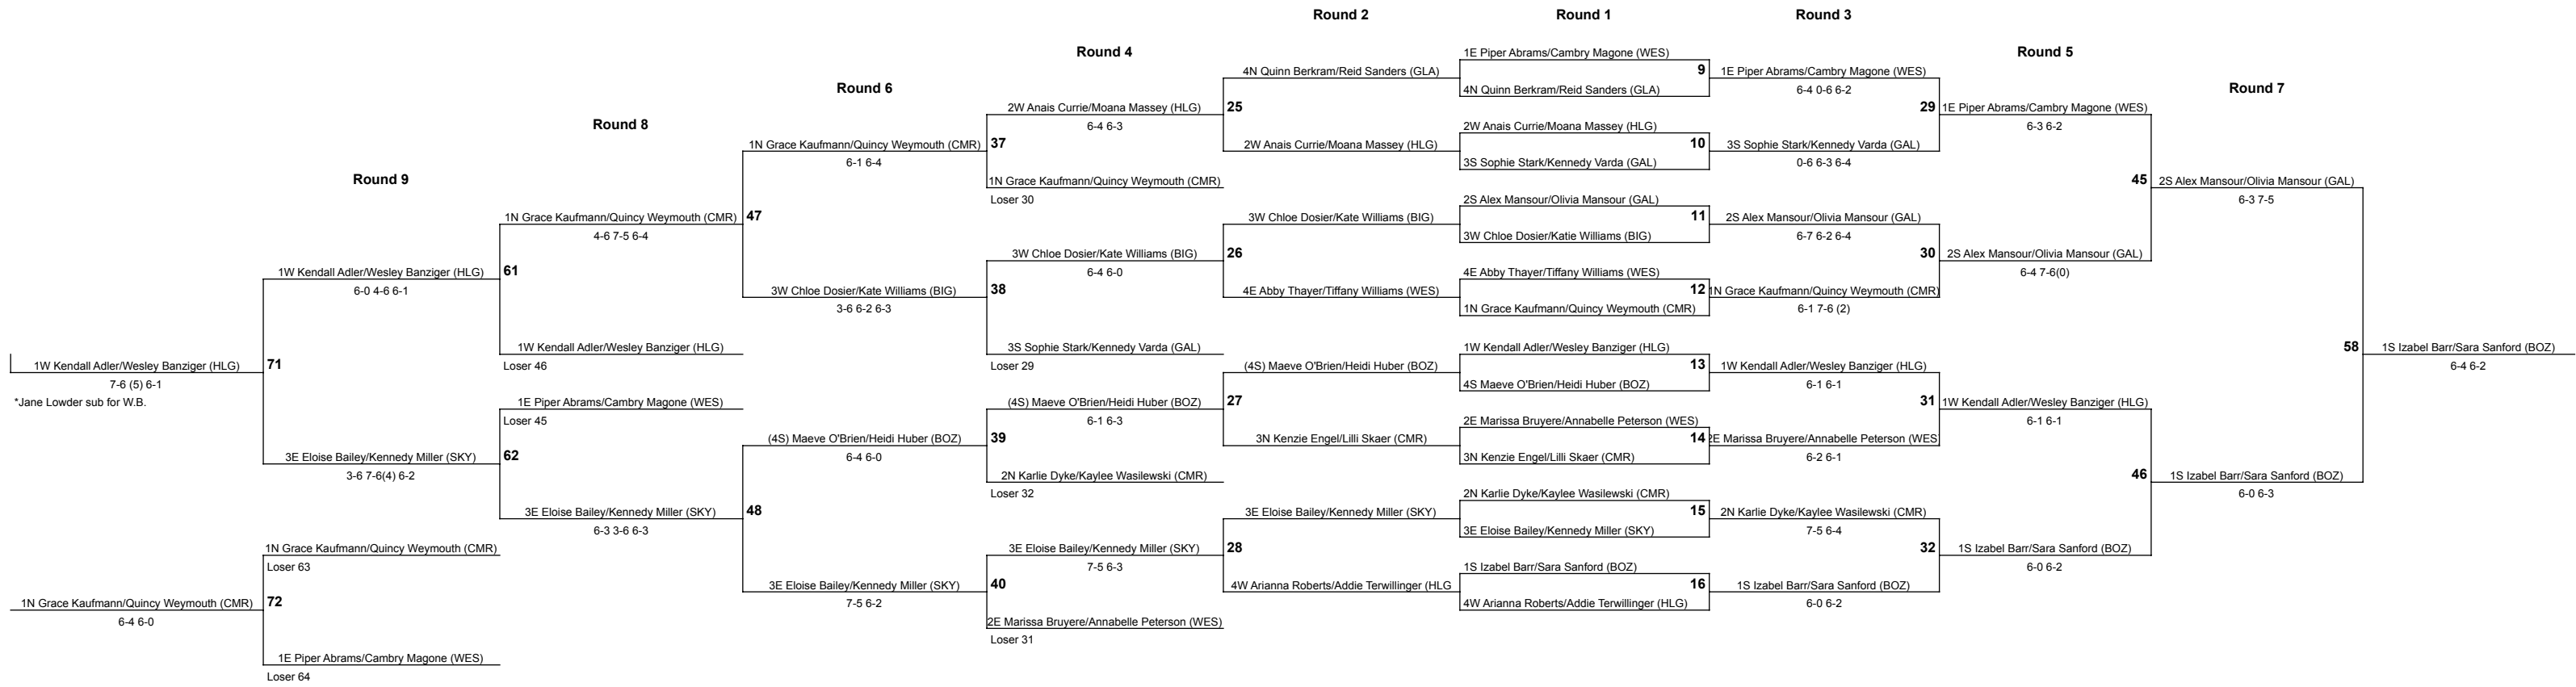 Round 2
Round 1
Round 3
Round 4
Round 5
Round 6
Round 7
Round 8
Round 9
1W Kendall Adler/Wesley Banziger (HLG)
7-6 (5) 6-1
*Jane Lowder sub for W.B.
1N Grace Kaufmann/Quincy Weymouth (CMR)
6-4 6-0
1W Kendall Adler/Wesley Banziger (HLG)
6-0 4-6 6-1
71
3E Eloise Bailey/Kennedy Miller (SKY)
3-6 7-6(4) 6-2
1N Grace Kaufmann/Quincy Weymouth (CMR)
Loser 63
72
1E Piper Abrams/Cambry Magone (WES)
Loser 64
1N Grace Kaufmann/Quincy Weymouth (CMR)
4-6 7-5 6-4
61
1W Kendall Adler/Wesley Banziger (HLG)
Loser 46
1E Piper Abrams/Cambry Magone (WES)
Loser 45
62
3E Eloise Bailey/Kennedy Miller (SKY)
6-3 3-6 6-3
1N Grace Kaufmann/Quincy Weymouth (CMR)
6-1 6-4
47
3W Chloe Dosier/Kate Williams (BIG)
3-6 6-2 6-3
(4S) Maeve O'Brien/Heidi Huber (BOZ)
6-4 6-0
48
3E Eloise Bailey/Kennedy Miller (SKY)
7-5 6-2
2W Anais Currie/Moana Massey (HLG)
6-4 6-3
37
1N Grace Kaufmann/Quincy Weymouth (CMR)
Loser 30
3W Chloe Dosier/Kate Williams (BIG)
6-4 6-0
38
3S Sophie Stark/Kennedy Varda (GAL)
Loser 29
(4S) Maeve O'Brien/Heidi Huber (BOZ)
6-1 6-3
39
2N Karlie Dyke/Kaylee Wasilewski (CMR)
Loser 32
3E Eloise Bailey/Kennedy Miller (SKY)
7-5 6-3
40
2E Marissa Bruyere/Annabelle Peterson (WES)
Loser 31
4N Quinn Berkram/Reid Sanders (GLA)
25
2W Anais Currie/Moana Massey (HLG)
3W Chloe Dosier/Kate Williams (BIG)
26
4E Abby Thayer/Tiffany Williams (WES)
(4S) Maeve O'Brien/Heidi Huber (BOZ)
27
3N Kenzie Engel/Lilli Skaer (CMR)
3E Eloise Bailey/Kennedy Miller (SKY)
28
4W Arianna Roberts/Addie Terwillinger (HLG
1E Piper Abrams/Cambry Magone (WES)
9
4N Quinn Berkram/Reid Sanders (GLA)
2W Anais Currie/Moana Massey (HLG)
10
3S Sophie Stark/Kennedy Varda (GAL)
2S Alex Mansour/Olivia Mansour (GAL)
11
3W Chloe Dosier/Katie Williams (BIG)
4E Abby Thayer/Tiffany Williams (WES)
12
1N Grace Kaufmann/Quincy Weymouth (CMR)
1W Kendall Adler/Wesley Banziger (HLG)
13
4S Maeve O'Brien/Heidi Huber (BOZ)
2E Marissa Bruyere/Annabelle Peterson (WES)
14
3N Kenzie Engel/Lilli Skaer (CMR)
2N Karlie Dyke/Kaylee Wasilewski (CMR)
15
3E Eloise Bailey/Kennedy Miller (SKY)
1S Izabel Barr/Sara Sanford (BOZ)
16
4W Arianna Roberts/Addie Terwillinger (HLG)
1E Piper Abrams/Cambry Magone (WES)
6-4 0-6 6-2
29
3S Sophie Stark/Kennedy Varda (GAL)
0-6 6-3 6-4
2S Alex Mansour/Olivia Mansour (GAL)
6-7 6-2 6-4
30
1N Grace Kaufmann/Quincy Weymouth (CMR)
6-1 7-6 (2)
1W Kendall Adler/Wesley Banziger (HLG)
6-1 6-1
31
2E Marissa Bruyere/Annabelle Peterson (WES
6-2 6-1
2N Karlie Dyke/Kaylee Wasilewski (CMR)
7-5 6-4
32
1S Izabel Barr/Sara Sanford (BOZ)
6-0 6-2
1E Piper Abrams/Cambry Magone (WES)
6-3 6-2
45
2S Alex Mansour/Olivia Mansour (GAL)
6-4 7-6(0)
1W Kendall Adler/Wesley Banziger (HLG)
6-1 6-1
46
1S Izabel Barr/Sara Sanford (BOZ)
6-0 6-2
2S Alex Mansour/Olivia Mansour (GAL)
6-3 7-5
58
1S Izabel Barr/Sara Sanford (BOZ)
6-0 6-3
1S Izabel Barr/Sara Sanford (BOZ)
6-4 6-2